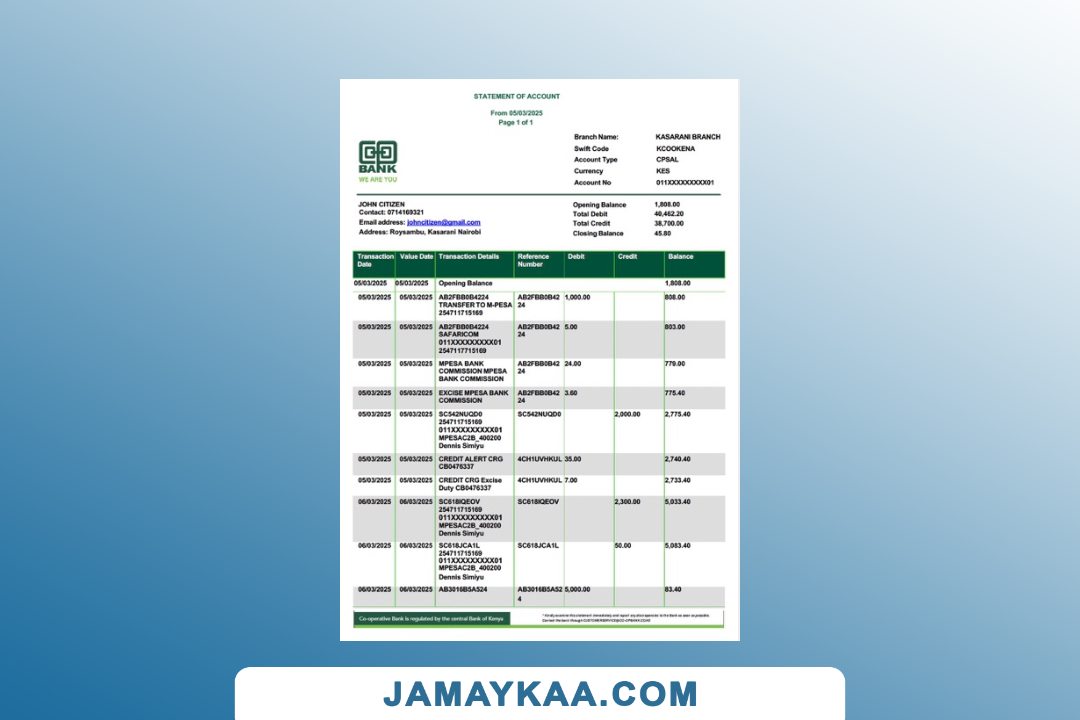 STATEMENT OF ACCOUNT
From 05/03/2025
Page 1 of 1
BANK
WE ARE YOU
Branch Name: KASARANI BRANCH
Swift Code KCOOKENA
Account Type CPSAL
Currency KES
Account No 011XXXXXXXXX01
JOHN CITIZEN
Contact: 0714169321
Email address: johncitizen@gmail.com
Address: Roysambu, Kasarani Nairobi
Opening Balance 1,808.00
Total Debit 40,462.20
Total Credit 38,700.00
Closing Balance 45.80
Transaction Value Date Transaction Details Reference Debit Credit Balance
Date Number
05/03/2025 05/03/2025 Opening Balance 1,808.00
05/03/2025 05/03/2025 AB2FBB0B4224 AB2FBB0B42 1,000.00 808.00
TRANSFER TO M-PESA 24
254711715169
05/03/2025 05/03/2025 AB2FBB0B4224 AB2FBB0B42 5.00 803.00
SAFARICOM 24
011XXXXXXXXX01
2547117715169
05/03/2025 05/03/2025 MPESA BANK AB2FBB0B42 24.00 779.00
COMMISSION MPESA 24
BANK COMMISSION
05/03/2025 05/03/2025 EXCISE MPESA BANK AB2FBB0B42 3.60 775.40
COMMISSION 24
05/03/2025 05/03/2025 SC542NUQD0 SC542NUQD0 2,000.00 2,775.40
254711715169
011XXXXXXXXX01
MPESAC2B_400200
Dennis Simiyu
05/03/2025 05/03/2025 CREDIT ALERT CRG 4CH1UVHKUL 35.00 2,740.40
CB0476337
05/03/2025 05/03/2025 CREDIT CRG Excise 4CH1UVHKUL 7.00 2,733.40
Duty CB0476337
06/03/2025 06/03/2025 SC618IQEOV SC618IQEOV 2,300.00 5,033.40
254711715169
011XXXXXXXXX01
MPESAC2B_400200
Dennis Simiyu
06/03/2025 06/03/2025 SC618JCA1L SC618JCA1L 50.00 5,083.40
254711715169
011XXXXXXXXX01
MPESAC2B_400200
Dennis Simiyu
06/03/2025 06/03/2025 AB3016B5A524 AB3016B5A52 5,000.00 83.40
4
Co-operative Bank is regulated by the central Bank of Kenya
JAMAYKAA.COM